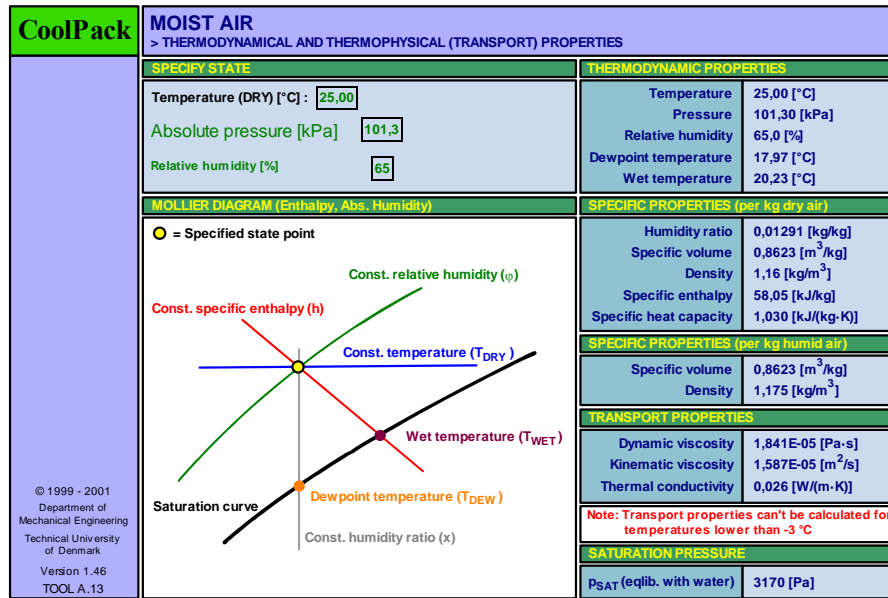 CoolPack
MOIST AIR
> THERMODYNAMICAL AND THERMOPHYSICAL (TRANSPORT) PROPERTIES
SPECIFY STATE
Temperature (DRY) [°C] : 25,00
Absolute pressure [kPa] 101,3
Relative humidity [%] 65
MOLLIER DIAGRAM (Enthalpy, Abs. Humidity)
= Specified state point
Const. relative humidity (φ)
Const. specific enthalpy (h)
Const. temperature (T_DRY )
Wet temperature (T_WET)
Saturation curve
Dewpoint temperature (T_DEW)
Const. humidity ratio (x)
THERMODYNAMIC PROPERTIES
Temperature 25,00 [°C]
Pressure 101,30 [kPa]
Relative humidity 65,0 [%]
Dewpoint temperature 17,97 [°C]
Wet temperature 20,23 [°C]
SPECIFIC PROPERTIES (per kg dry air)
Humidity ratio 0,01291 [kg/kg]
Specific volume 0,8623 [m³/kg]
Density 1,16 [kg/m³]
Specific enthalpy 58,05 [kJ/kg]
Specific heat capacity 1,030 [kJ/(kg·K)]
SPECIFIC PROPERTIES (per kg humid air)
Specific volume 0,8623 [m³/kg]
Density 1,175 [kg/m³]
TRANSPORT PROPERTIES
Dynamic viscosity 1,841E-05 [Pa·s]
Kinematic viscosity 1,587E-05 [m²/s]
Thermal conductivity 0,026 [W/(m·K)]
Note: Transport properties can't be calculated for
temperatures lower than -3 °C
SATURATION PRESSURE
p_SAT (eqlib. with water) 3170 [Pa]
© 1999 - 2001
Department of
Mechanical Engineering
Technical University
of Denmark
Version 1.46
TOOL A.13